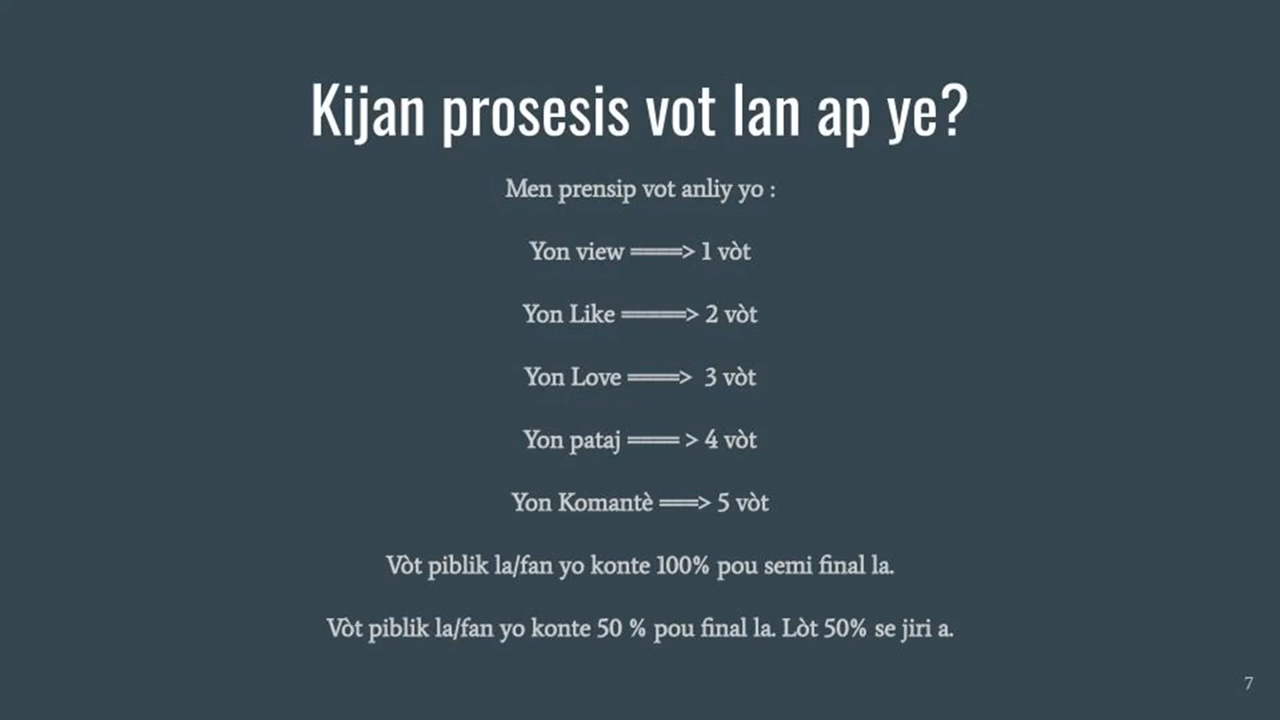 Kijan prosesis vot lan ap ye?
Men prensip vot anliy yo :
Yon view ====> 1 vòt
Yon Like =====> 2 vòt
Yon Love ====> 3 vòt
Yon pataj ==== > 4 vòt
Yon Komantè ===> 5 vòt
Vòt piblik la/fan yo konte 100% pou semi final la.
Vòt piblik la/fan yo konte 50 % pou final la. Lòt 50% se jiri a.
7